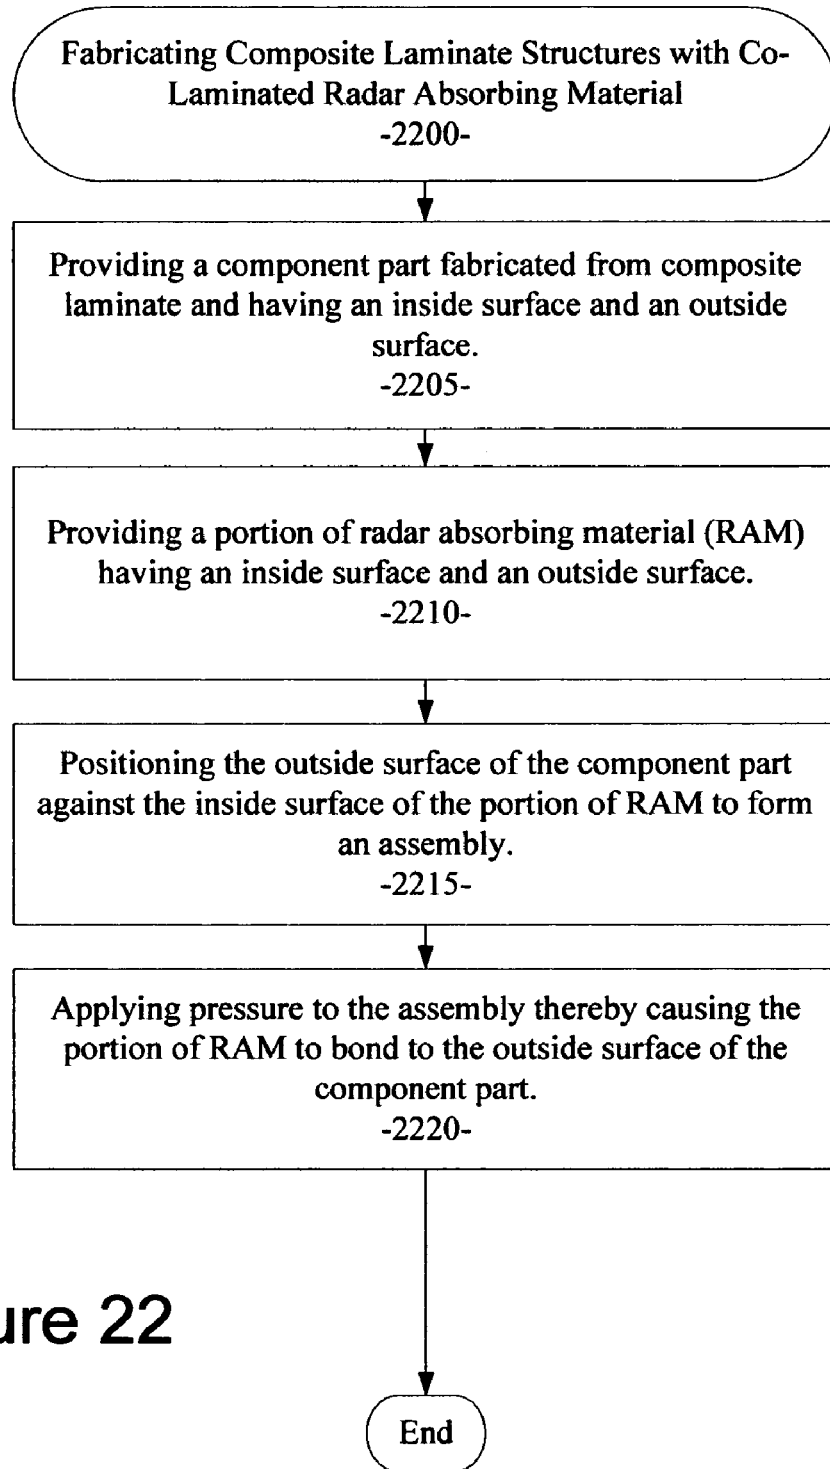 Fabricating Composite Laminate Structures with Co-
Laminated Radar Absorbing Material
-2200-
Providing a component part fabricated from composite
laminate and having an inside surface and an outside
surface.
-2205-
Providing a portion of radar absorbing material (RAM)
having an inside surface and an outside surface.
-2210-
Positioning the outside surface of the component part
against the inside surface of the portion of RAM to form
an assembly.
-2215-
Applying pressure to the assembly thereby causing the
portion of RAM to bond to the outside surface of the
component part.
-2220-
ure 22
End